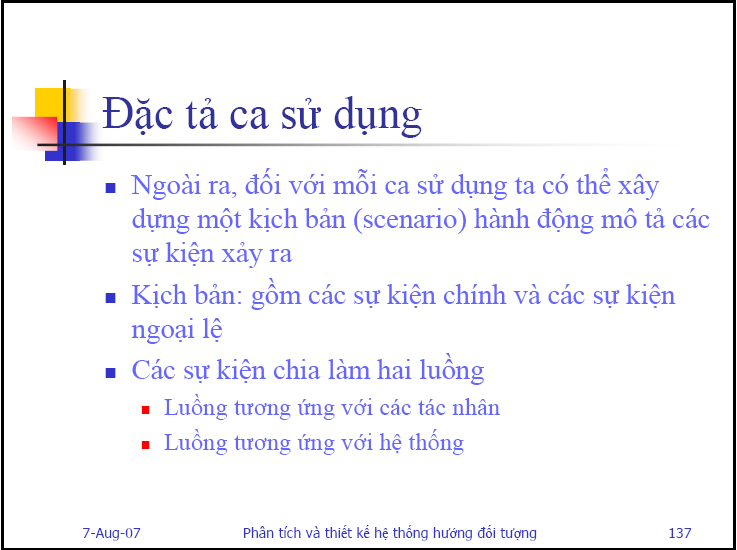 Đặc tả ca sử dụng
Ngoài ra, đối với mỗi ca sử dụng ta có thể xây
dựng một kịch bản (scenario) hành động mô tả các
sự kiện xảy ra
Kịch bản: gồm các sự kiện chính và các sự kiện
ngoại lệ
Các sự kiện chia làm hai luồng
Luồng tương ứng với các tác nhân
Luồng tương ứng với hệ thống
7-Aug-07 Phân tích và thiết kế hệ thống hướng đối tượng 137